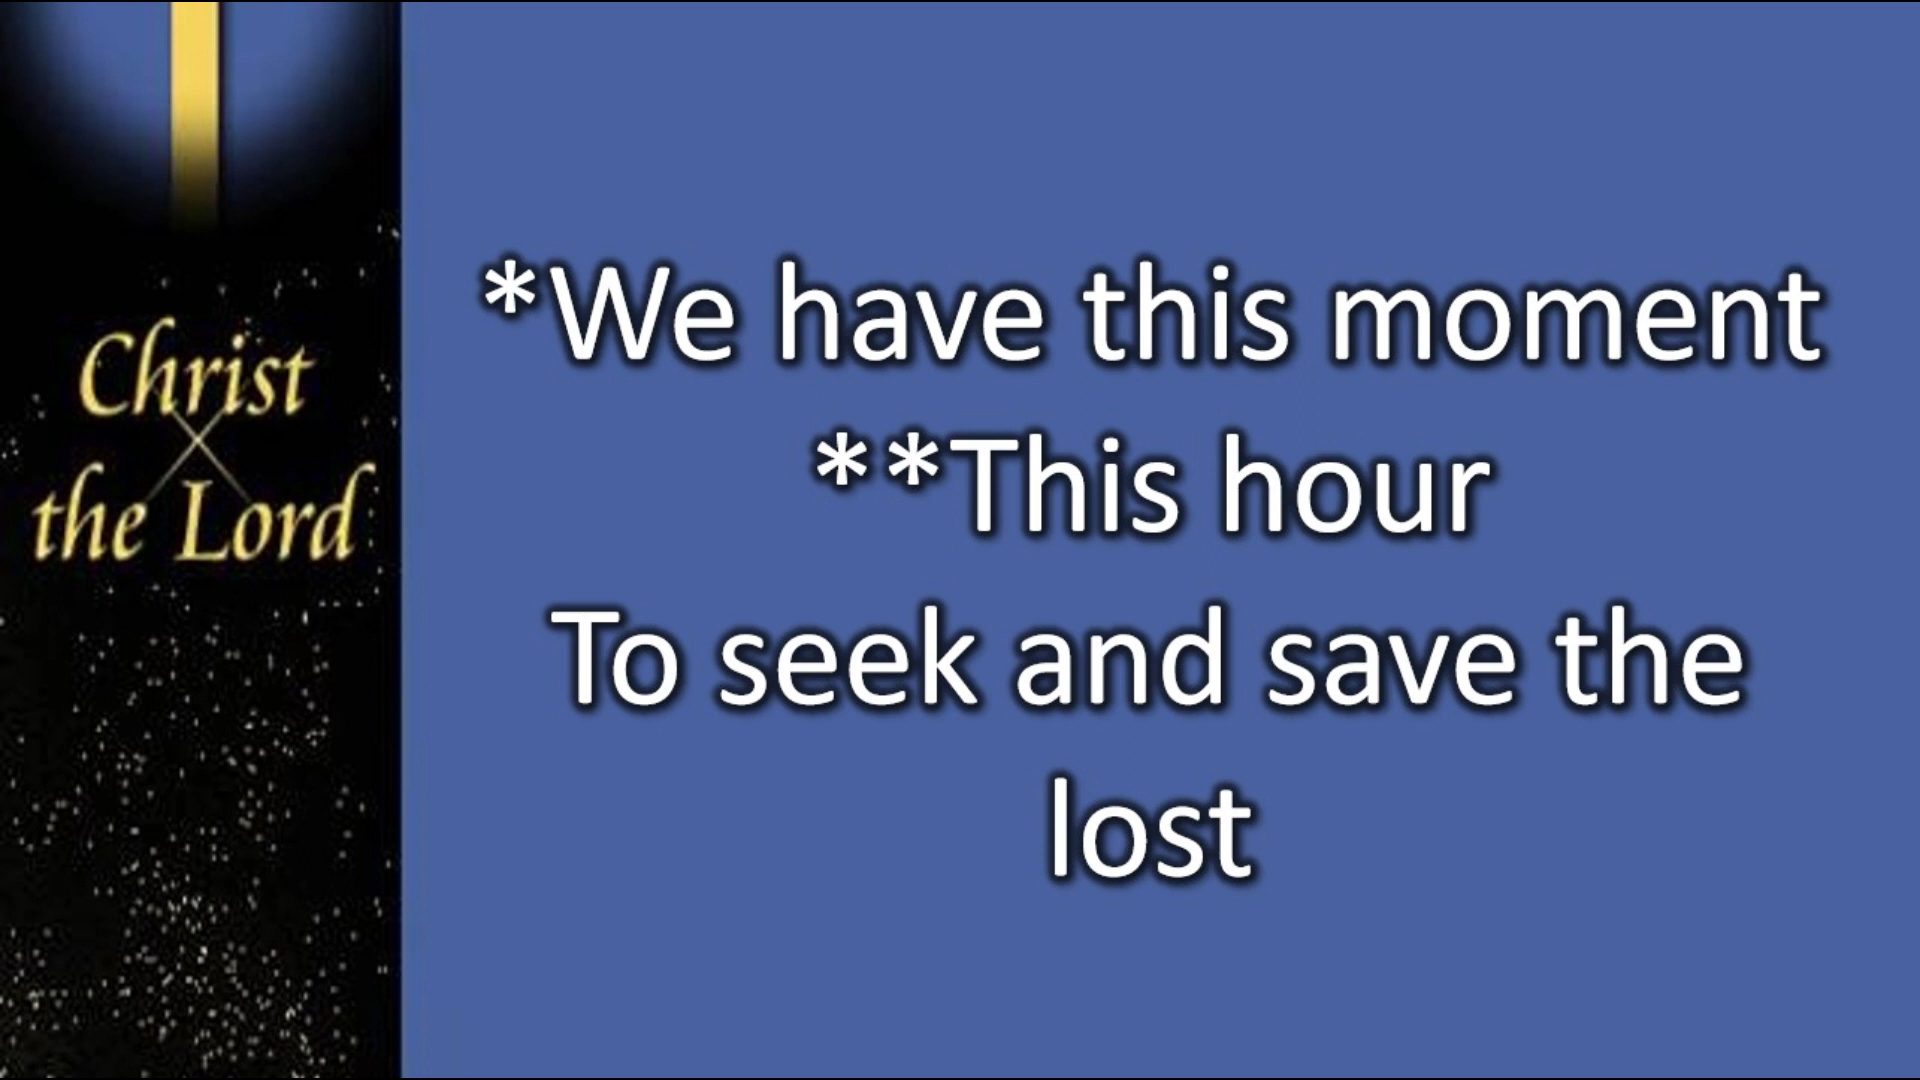 Christ
the Lord
*We have this moment
**This hour
To seek and save the
lost